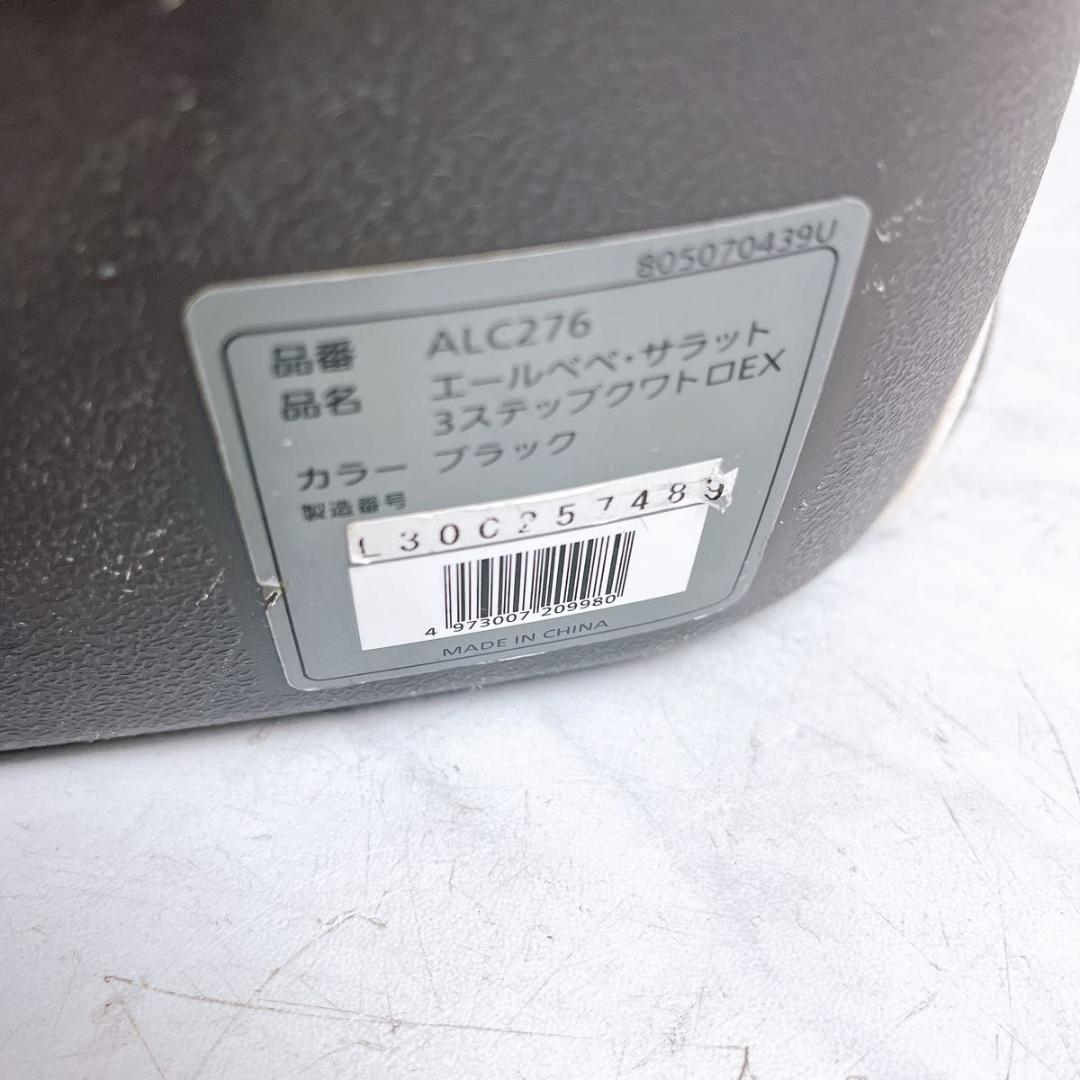 805070439U
品番 ALC276
品名 エールベベ・サラット
3ステップクワトロEX
カラー ブラック
製造番号
L30C257489
4 973007 209980
MADE IN CHINA